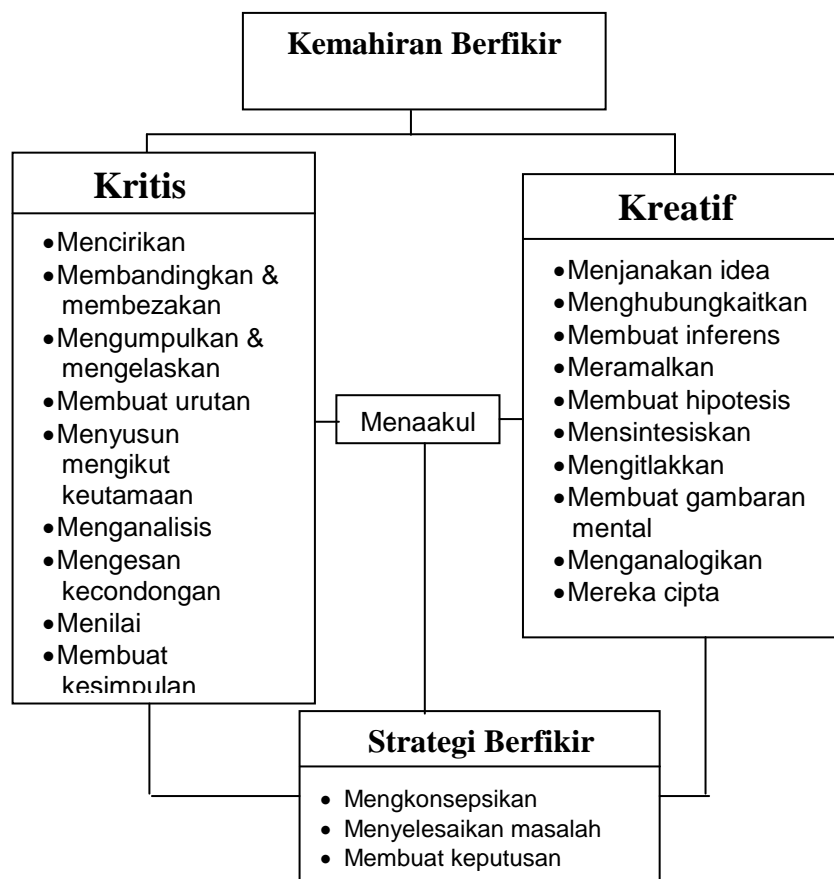 Kemahiran Berfikir
Kritis
•Mencirikan
•Membandingkan &
membezakan
•Mengumpulkan &
mengelaskan
•Membuat urutan
•Menyusun
mengikut
keutamaan
•Menganalisis
•Mengesan
kecondongan
•Menilai
•Membuat
kesimpulan
Menaakul
Kreatif
•Menjanakan idea
•Menghubungkaitkan
•Membuat inferens
•Meramalkan
•Membuat hipotesis
•Mensintesiskan
•Mengitlakkan
•Membuat gambaran
mental
•Menganalogikan
•Mereka cipta
Strategi Berfikir
• Mengkonsepsikan
• Menyelesaikan masalah
• Membuat keputusan